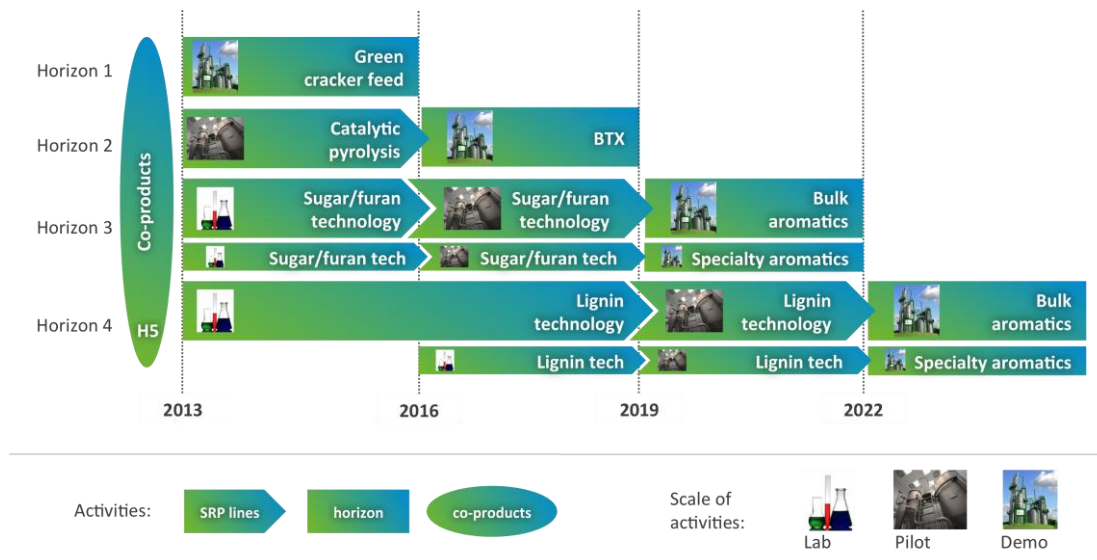 Horizon 1
Green
cracker feed
Horizon 2
Catalytic
pyrolysis
BTX
Co-products
H5
Horizon 3
Sugar/furan
technology
Sugar/furan
technology
Bulk
aromatics
Sugar/furan tech
Sugar/furan tech
Specialty aromatics
Horizon 4
Lignin
technology
Lignin
technology
Bulk
aromatics
Lignin tech
Lignin tech
Specialty aromatics
2013
2016
2019
2022
Activities:
SRP lines
horizon
co-products
Scale of
activities:
Lab
Pilot
Demo